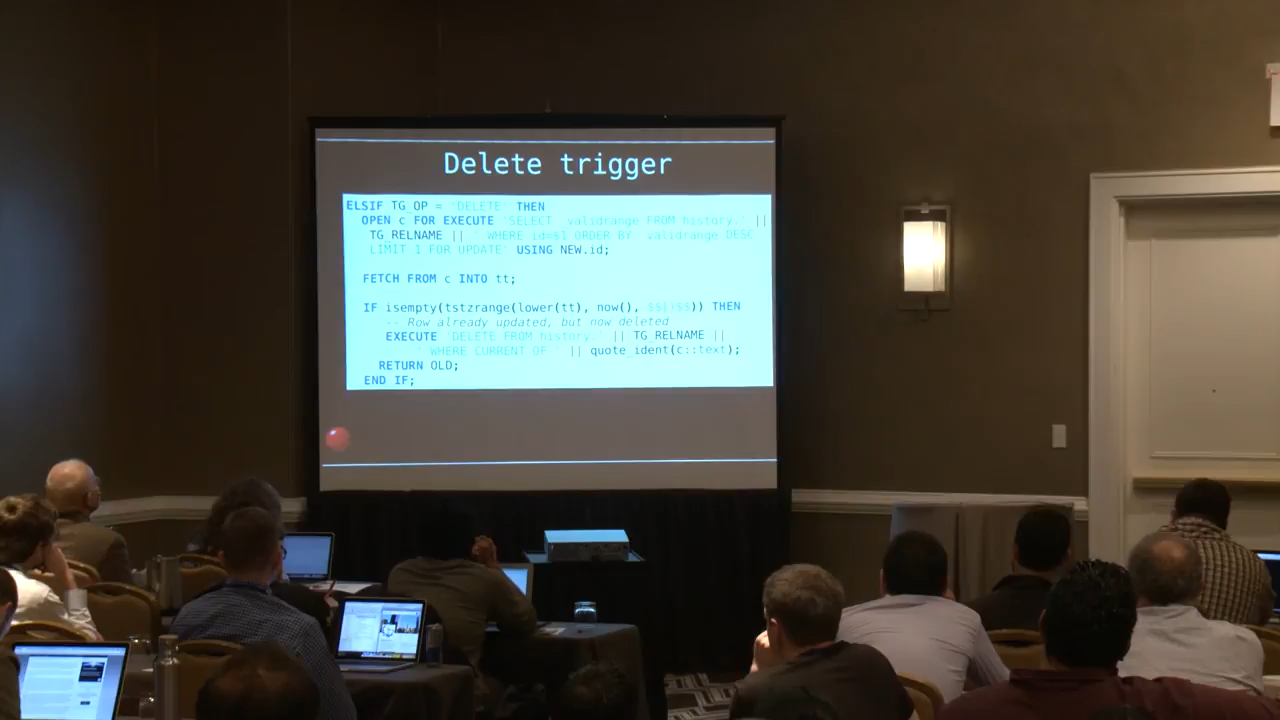 Delete trigger
ELSIF TG_OP = 'DELETE' THEN
OPEN c FOR EXECUTE 'SELECT validrange FROM history.' ||
TG_RELNAME || ' WHERE id=$1 ORDER BY validrange DESC
LIMIT 1 FOR UPDATE' USING NEW.id;
FETCH FROM c INTO tt;
IF isempty(tstzrange(lower(tt), now(), $$[)$$)) THEN
-- Row already updated, but now deleted
EXECUTE 'DELETE FROM history.' || TG_RELNAME ||
' WHERE CURRENT OF ' || quote_ident(c::text);
RETURN OLD;
END IF;